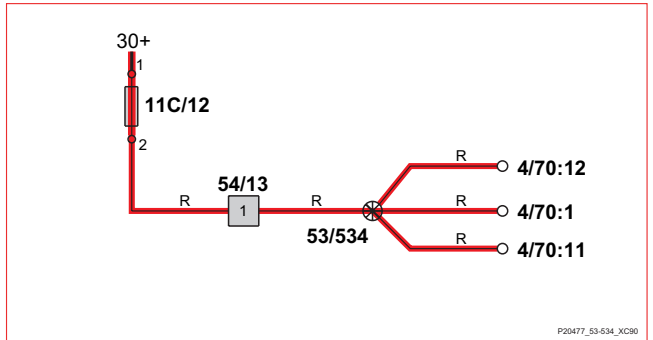 30+
1
11C/12
2
54/13
R
1
R
53/534
R
4/70:12
R
4/70:1
R
4/70:11
P20477_53-534_XC90